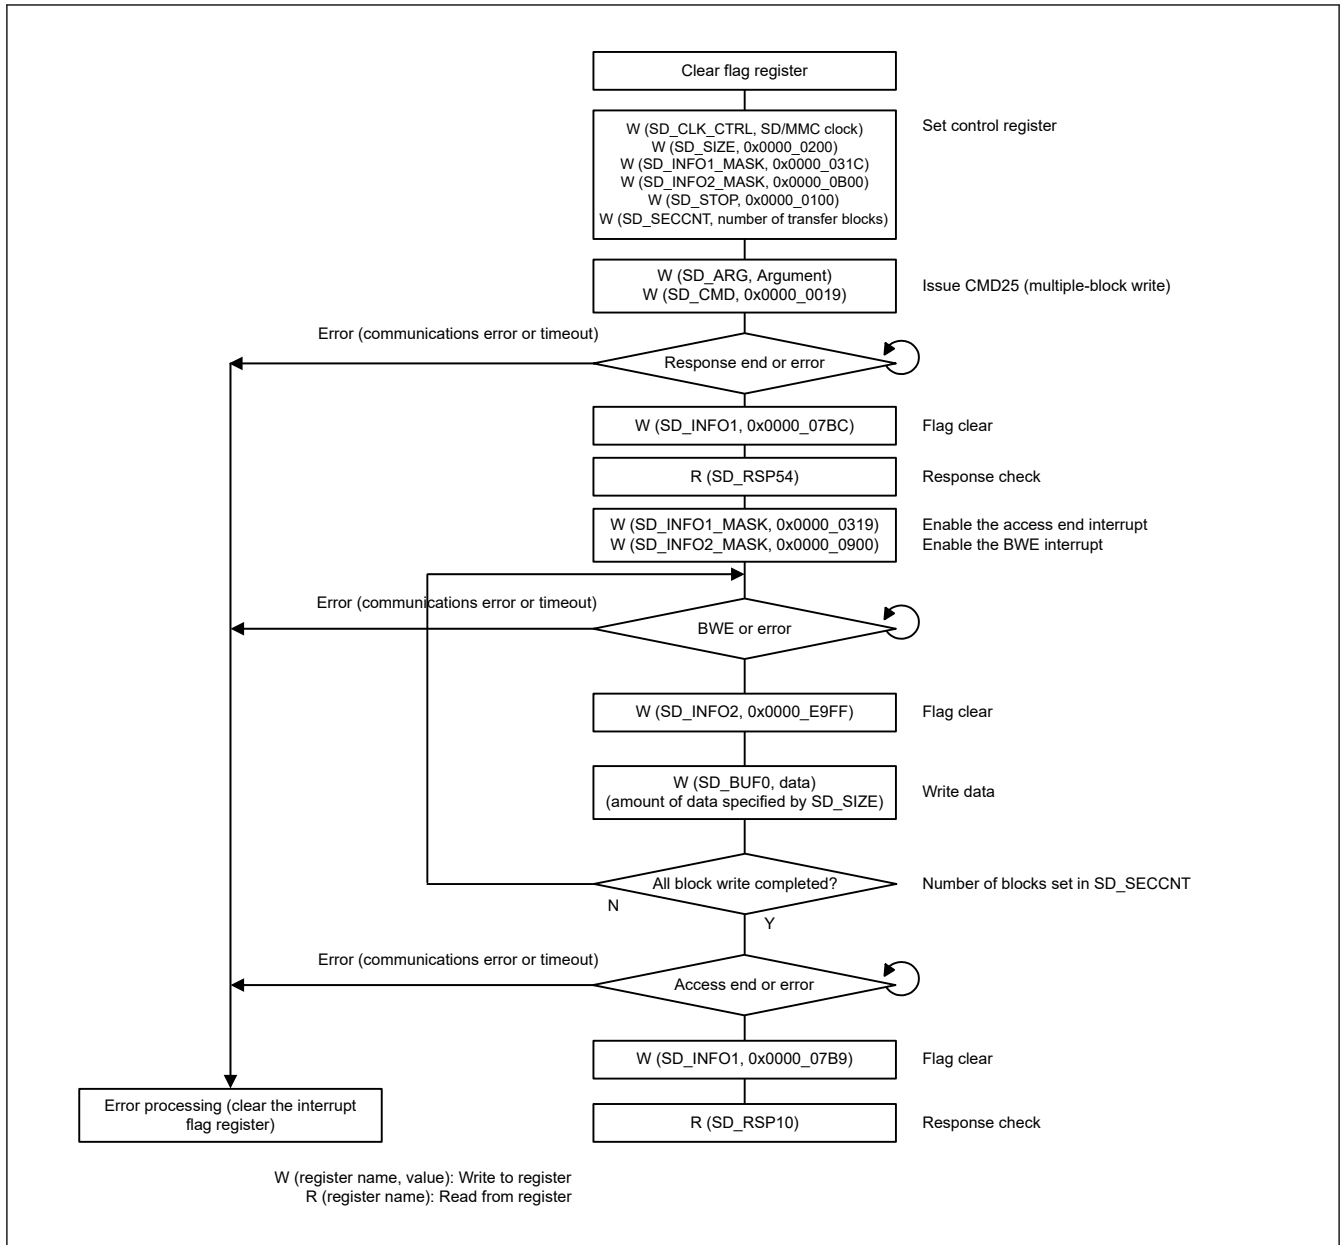 Clear flag register
W (SD_CLK_CTRL, SD/MMC clock)
Set control register
W (SD_SIZE, 0x0000_0200)
W (SD_INFO1_MASK, 0x0000_031C)
W (SD_INFO2_MASK, 0x0000_0B00)
W (SD_STOP, 0x0000_0100)
W (SD_SECCNT, number of transfer blocks)
W (SD_ARG, Argument)
W (SD_CMD, 0x0000_0019)
Issue CMD25 (multiple-block write)
Error (communications error or timeout)
Response end or error
W (SD_INFO1, 0x0000_07BC)
Flag clear
R (SD_RSP54)
Response check
W (SD_INFO1_MASK, 0x0000_0319)
Enable the access end interrupt
W (SD_INFO2_MASK, 0x0000_0900)
Enable the BWE interrupt
Error (communications error or timeout)
BWE or error
W (SD_INFO2, 0x0000_E9FF)
Flag clear
W (SD_BUF0, data)
(amount of data specified by SD_SIZE)
Write data
All block write completed?
Number of blocks set in SD_SECCNT
N
Y
Error (communications error or timeout)
Access end or error
W (SD_INFO1, 0x0000_07B9)
Flag clear
Error processing (clear the interrupt
flag register)
R (SD_RSP10)
Response check
W (register name, value): Write to register
R (register name): Read from register